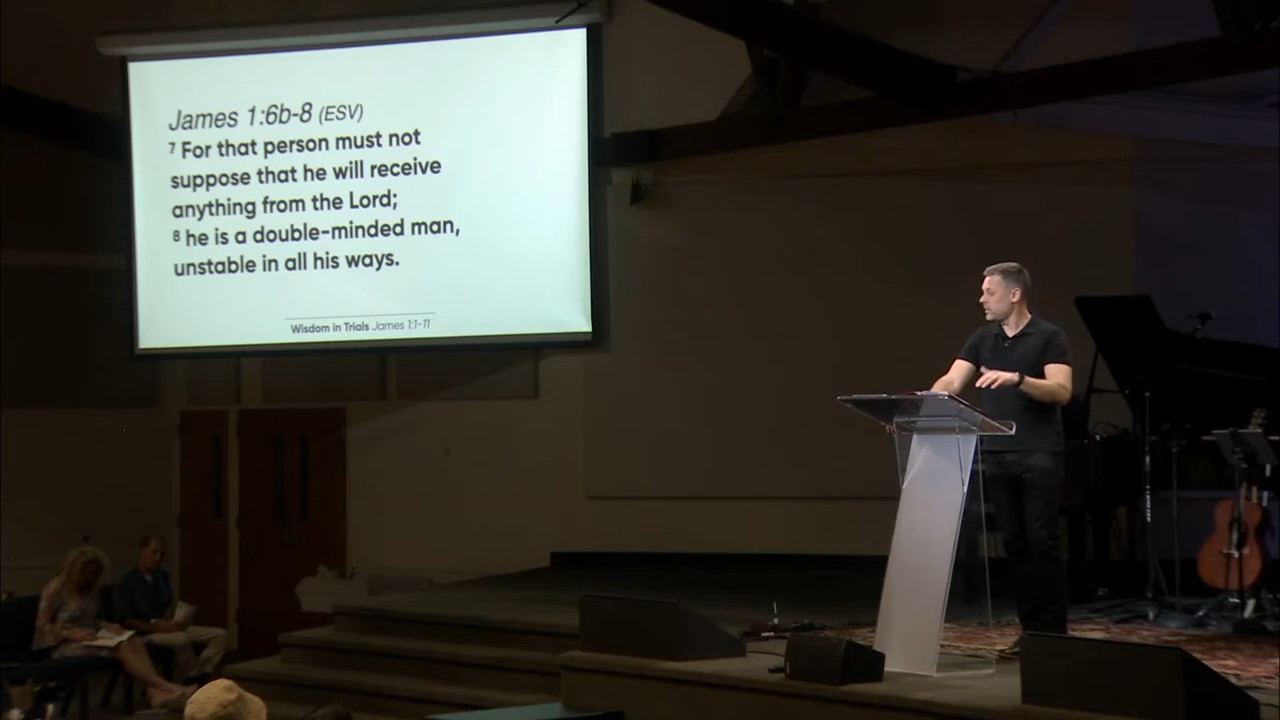 James 1:6b-8 (ESV)
⁷ For that person must not
suppose that he will receive
anything from the Lord;
⁸ he is a double-minded man,
unstable in all his ways.
Wisdom in Trials James 1:1-11